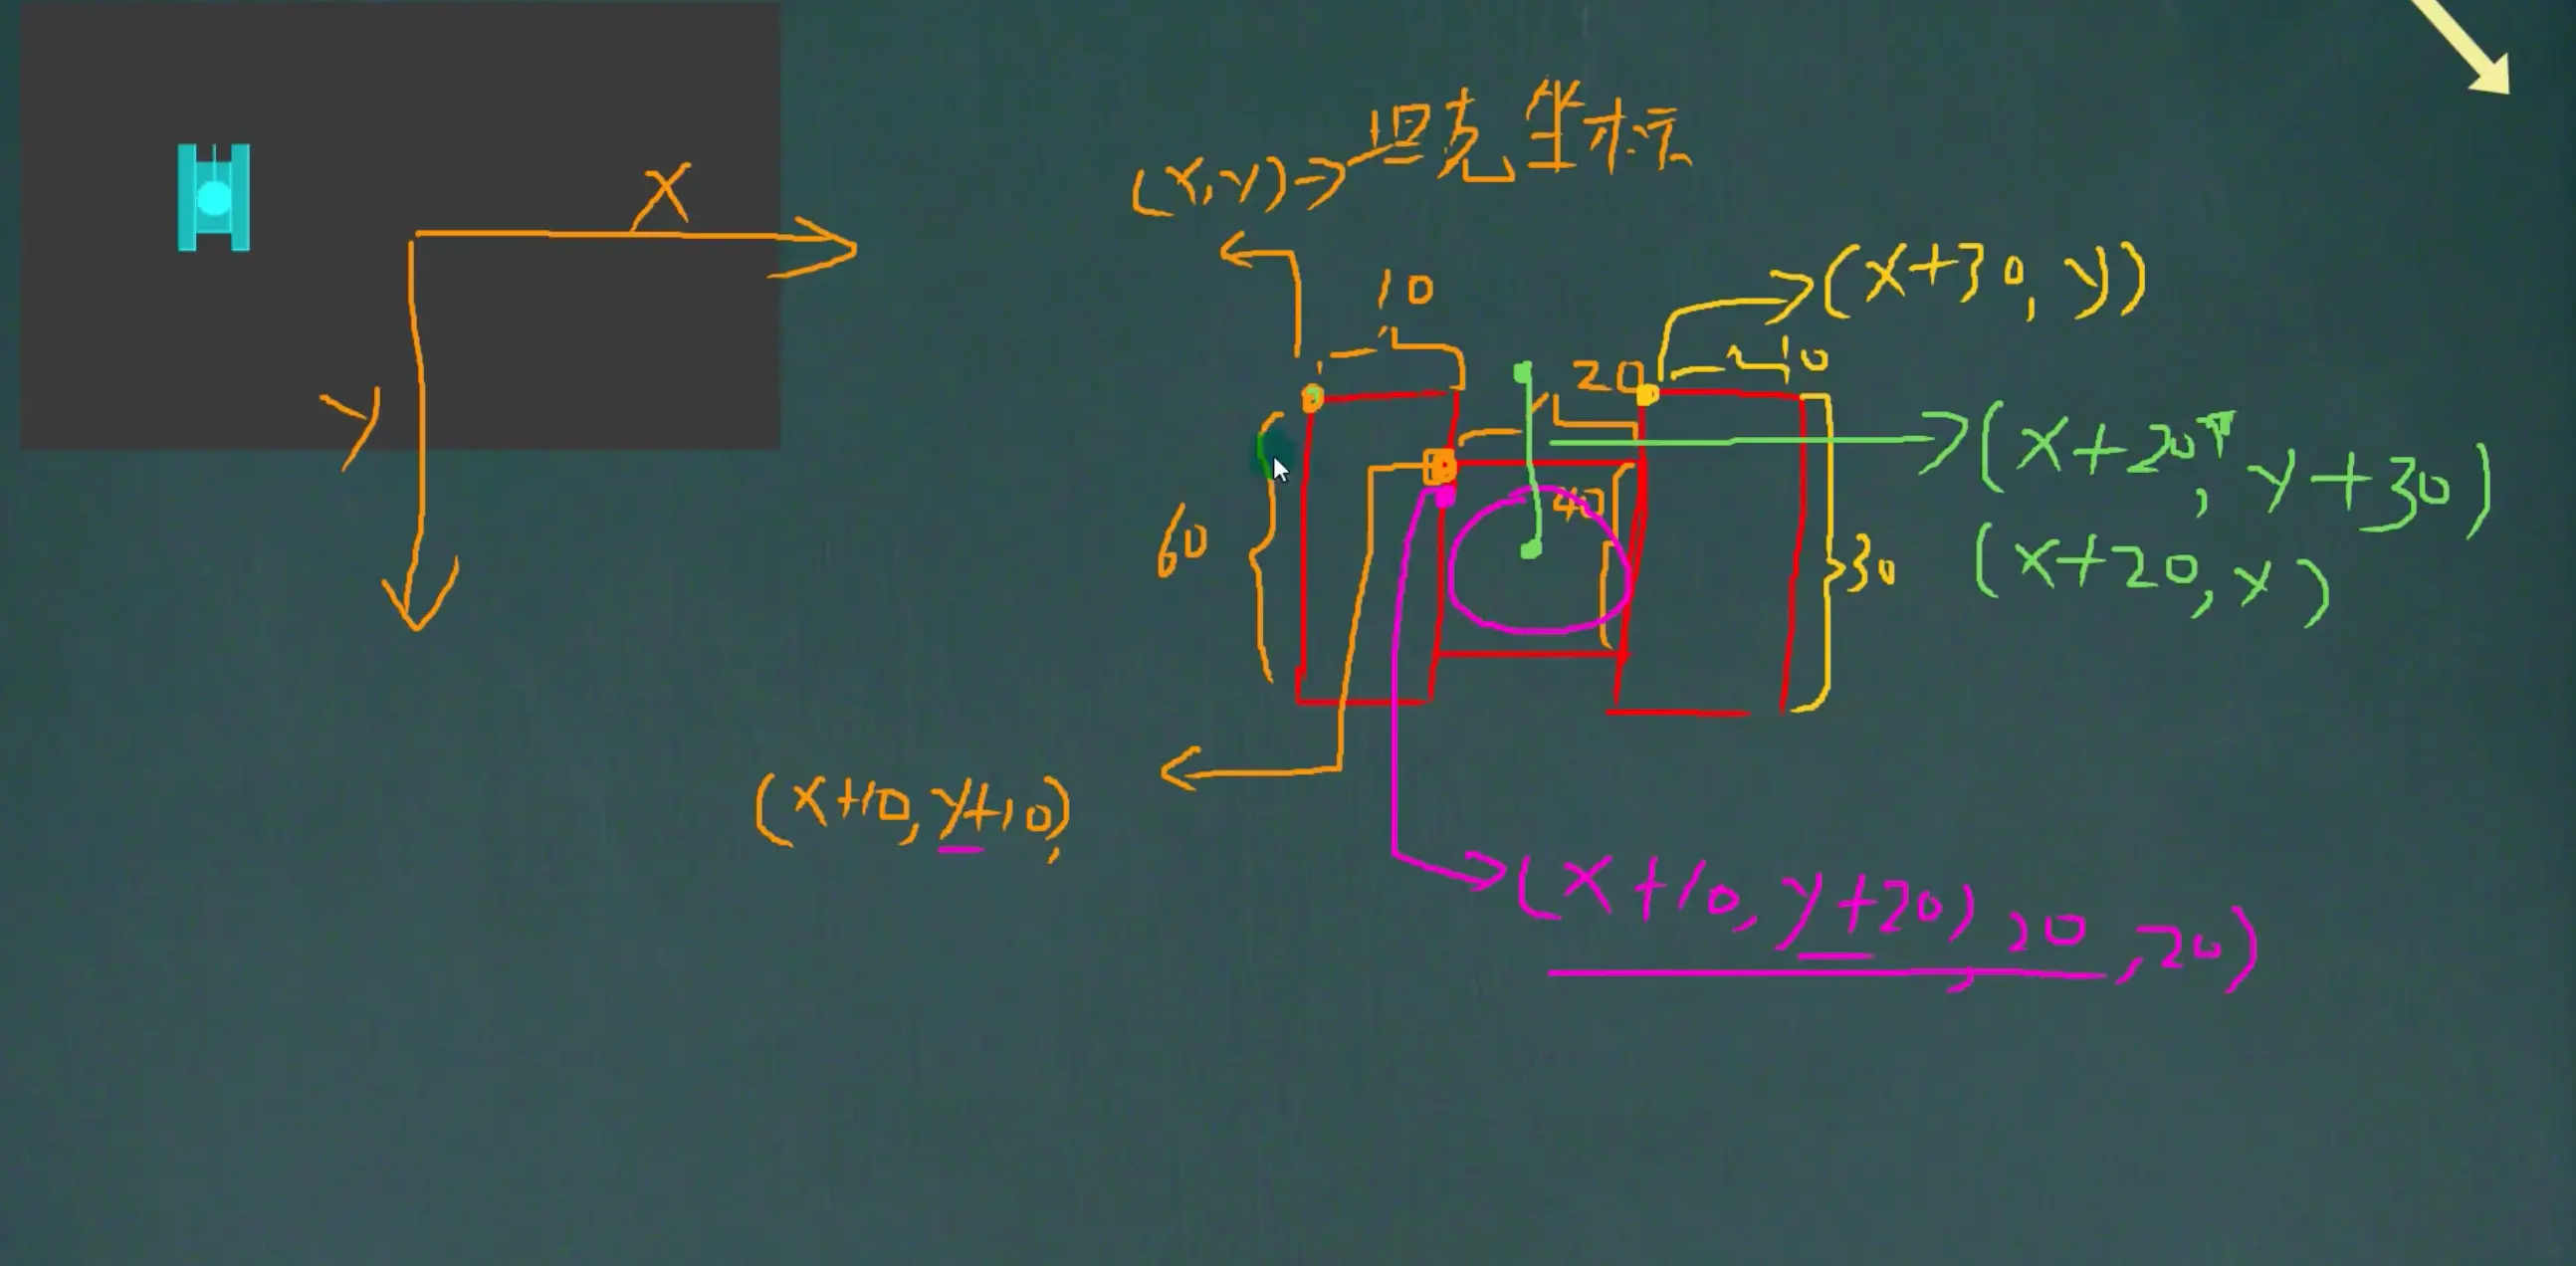 X
y
(x,y)→坦克坐标
10
20
10
(x+30, y)
60
40
30
(x+20, y+30)
(x+20, y)
(x+10, y+10)
(x+10, y+20), 20, 20)